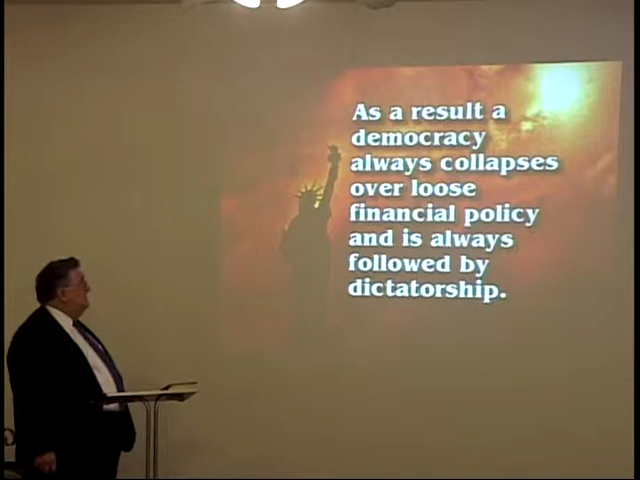 As a result a
democracy
always collapses
over loose
financial policy
and is always
followed by
dictatorship.